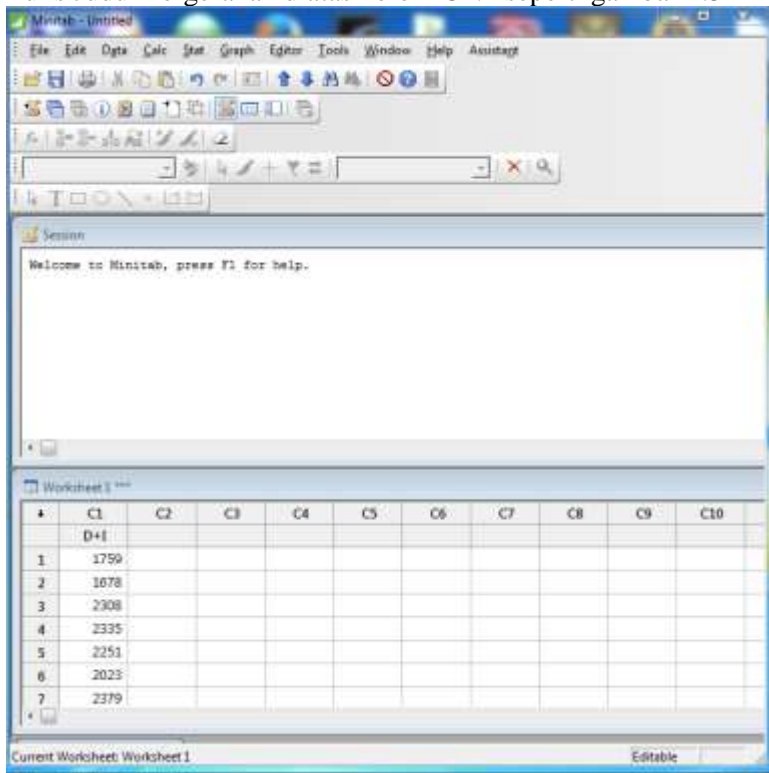 Minitab - Untitled
File Edit Data Calc Stat Graph Editor Tools Window Help Assistant
Session
Welcome to Minitab, press F1 for help.
Worksheet 1 ***
C1 C2 C3 C4 C5 C6 C7 C8 C9 C10
D+I
1 1759
2 1678
3 2308
4 2335
5 2251
6 2023
7 2379
Current Worksheet: Worksheet 1 Editable